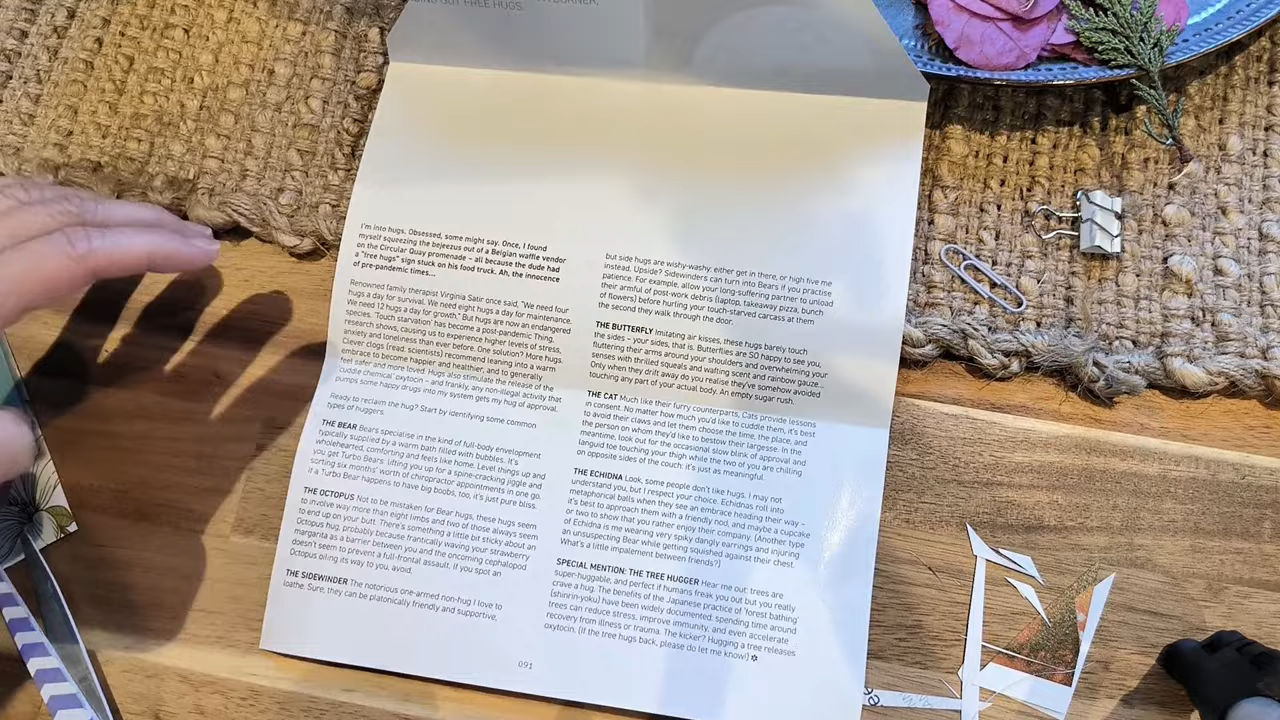 OUT FREE HUGS.
CORNER,
I'm into hugs. Obsessed, some might say. Once, I found
myself squeezing the bejeezus out of a Belgian waffle vendor
on the Circular Quay promenade – all because the dude had
a "tree hugs" sign stuck on his food truck. Ah, the innocence
of pre-pandemic times...
Renowned family therapist Virginia Satir once said, "We need four
hugs a day for survival. We need eight hugs a day for maintenance.
We need 12 hugs a day for growth." But hugs are now an endangered
species. 'Touch starvation' has become a post-pandemic Thing,
research shows, causing us to experience higher levels of stress,
anxiety and loneliness than ever before. One solution? More hugs.
Clever clogs (read: scientists) recommend leaning into a warm
embrace to become happier and healthier, and to generally
feel safer and more loved. Hugs also stimulate the release of the
'cuddle chemical' oxytocin – and frankly, any non-illegal activity that
pumps some happy drugs into my system gets my hug of approval.
Ready to reclaim the hug? Start by identifying some common
types of huggers.
THE BEAR Bears specialise in the kind of full-body envelopment
typically supplied by a warm bath filled with bubbles. It's
wholehearted, comforting and feels like home. Level things up and
you get Turbo Bears: lifting you up for a spine-cracking jiggle and
sorting six months' worth of chiropractor appointments in one go.
If a Turbo Bear happens to have big boobs, too, it's just pure bliss.
THE OCTOPUS Not to be mistaken for Bear hugs, these hugs seem
to involve way more than eight limbs and two of those always seem
to end up on your butt. There's something a little bit sticky about an
Octopus hug, probably because frantically waving your strawberry
margarita as a barrier between you and the oncoming cephalopod
doesn't seem to prevent a full-frontal assault. If you spot an
Octopus oiling its way to you, avoid.
THE SIDEWINDER The notorious one-armed non-hug I love to
loathe. Sure, they can be platonically friendly and supportive,
but side hugs are wishy-washy: either get in there, or high five me
instead. Upside? Sidewinders can turn into Bears if you practise
patience. For example, allow your long-suffering partner to unload
their armful of post-work debris (laptop, takeaway pizza, bunch
of flowers) before hurling your touch-starved carcass at them
the second they walk through the door.
THE BUTTERFLY Imitating air kisses, these hugs barely touch
the sides – your sides, that is. Butterflies are SO happy to see you,
fluttering their arms around your shoulders and overwhelming your
senses with thrilled squeals and wafting scent and rainbow gauze...
Only when they drift away do you realise they've somehow avoided
touching any part of your actual body. An empty sugar rush.
THE CAT Much like their furry counterparts, Cats provide lessons
in consent. No matter how much you'd like to cuddle them, it's best
to avoid their claws and let them choose the time, the place, and
the person on whom they'd like to bestow their largesse. In the
meantime, look out for the occasional slow blink of approval and
languid toe touching your thigh while the two of you are chilling
on opposite sides of the couch: it's just as meaningful.
THE ECHIDNA Look, some people don't like hugs. I may not
understand you, but I respect your choice. Echidnas roll into
metaphorical balls when they see an embrace heading their way –
it's best to approach them with a friendly nod, and maybe a cupcake
or two to show that you rather enjoy their company. (Another type
of Echidna is me wearing very spiky dangly earrings and injuring
an unsuspecting Bear while getting squished against their chest.
What's a little impalement between friends?)
SPECIAL MENTION: THE TREE HUGGER Hear me out: trees are
super-huggable, and perfect if humans freak you out but you really
crave a hug. The benefits of the Japanese practice of 'forest bathing'
(shinrin-yoku) have been widely documented: spending time around
trees can reduce stress, improve immunity, and even accelerate
recovery from illness or trauma. The kicker? Hugging a tree releases
oxytocin. (If the tree hugs back, please do let me know!)
091